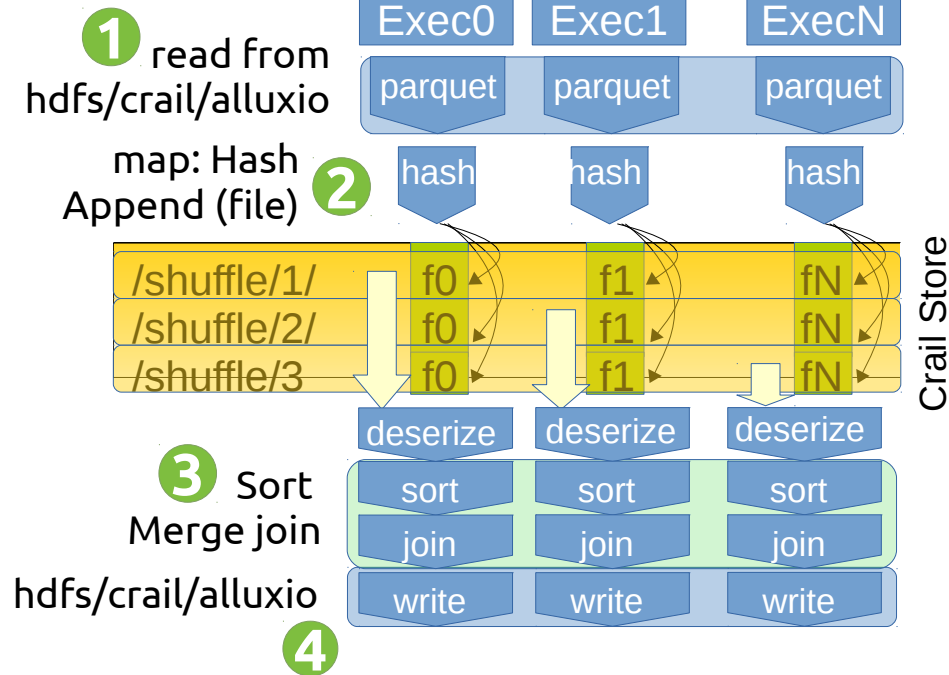 Exec0 Exec1 ExecN
1 read from
hdfs/crail/alluxio
parquet parquet parquet
map: Hash
Append (file)
2
hash hash hash
/shuffle/1/ f0 f1 fN
/shuffle/2/ f0 f1 fN
/shuffle/3 f0 f1 fN
Crail Store
deserize deserize deserize
3 Sort
Merge join
sort sort sort
join join join
hdfs/crail/alluxio
write write write
4